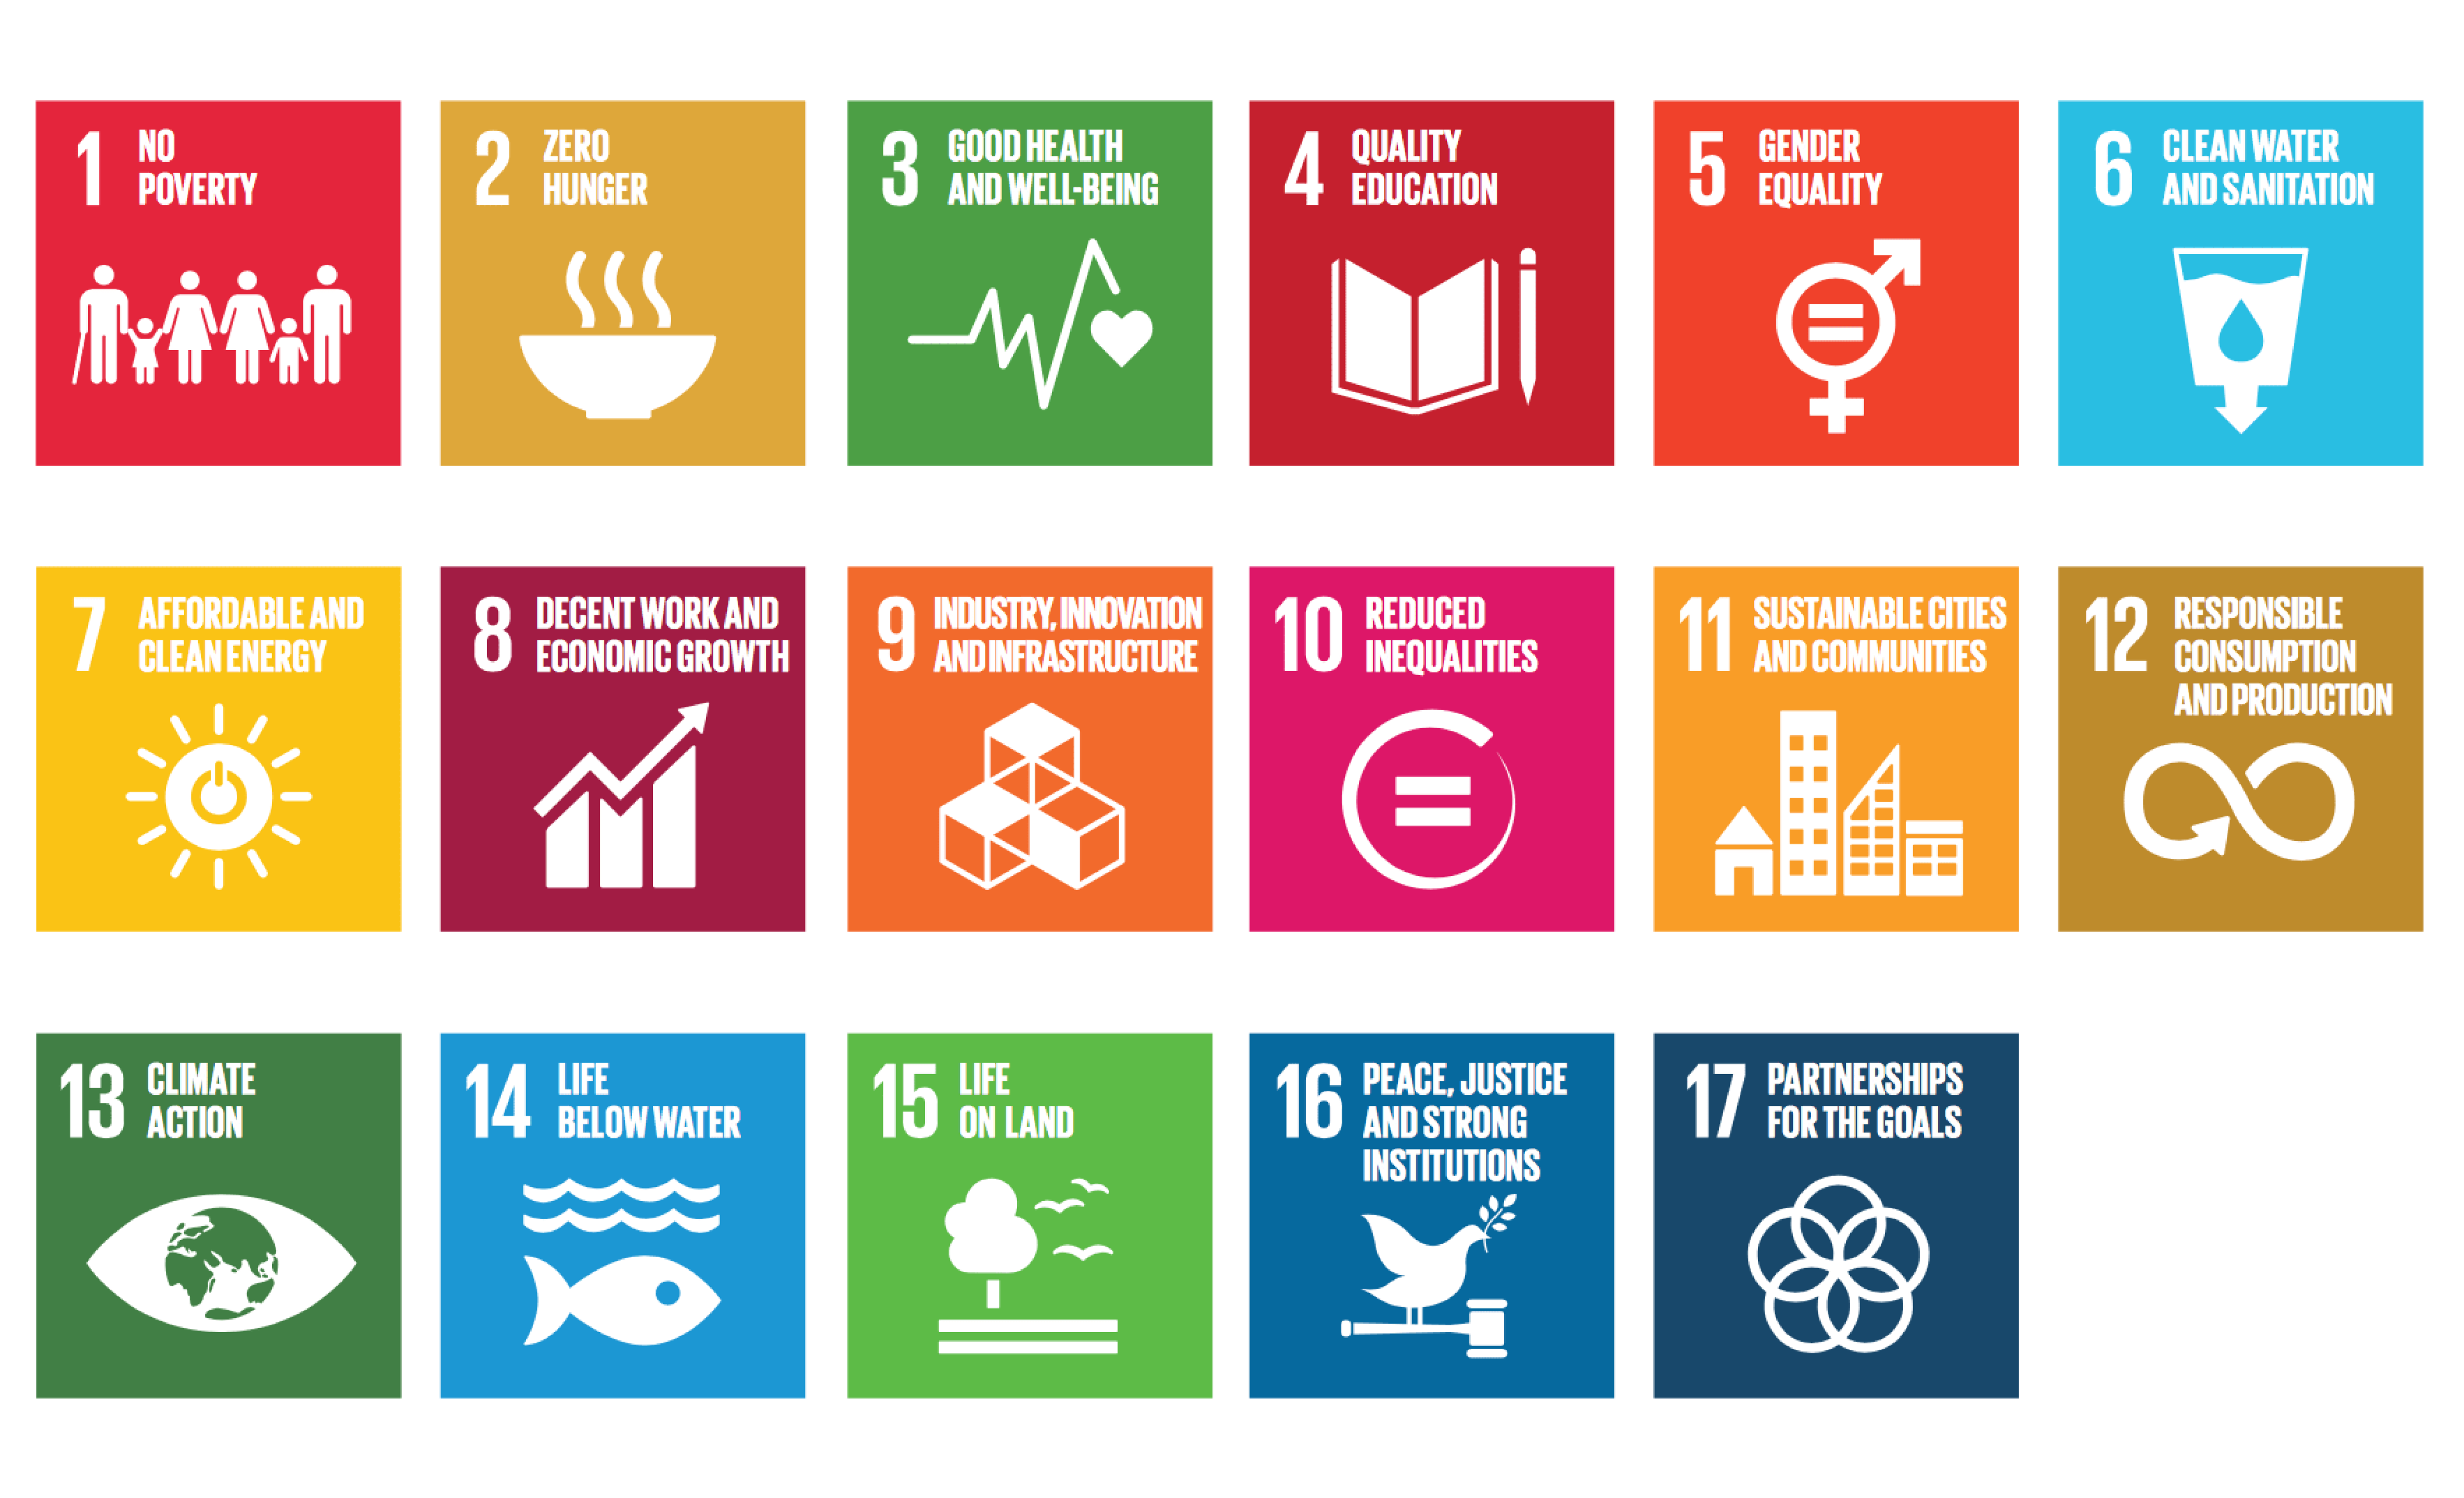 1 NO
POVERTY
2 ZERO
HUNGER
3 GOOD HEALTH
AND WELL-BEING
4 QUALITY
EDUCATION
5 GENDER
EQUALITY
6 CLEAN WATER
AND SANITATION
7 AFFORDABLE AND
CLEAN ENERGY
8 DECENT WORK AND
ECONOMIC GROWTH
9 INDUSTRY, INNOVATION
AND INFRASTRUCTURE
10 REDUCED
INEQUALITIES
11 SUSTAINABLE CITIES
AND COMMUNITIES
12 RESPONSIBLE
CONSUMPTION
AND PRODUCTION
13 CLIMATE
ACTION
14 LIFE
BELOW WATER
15 LIFE
ON LAND
16 PEACE, JUSTICE
AND STRONG
INSTITUTIONS
17 PARTNERSHIPS
FOR THE GOALS